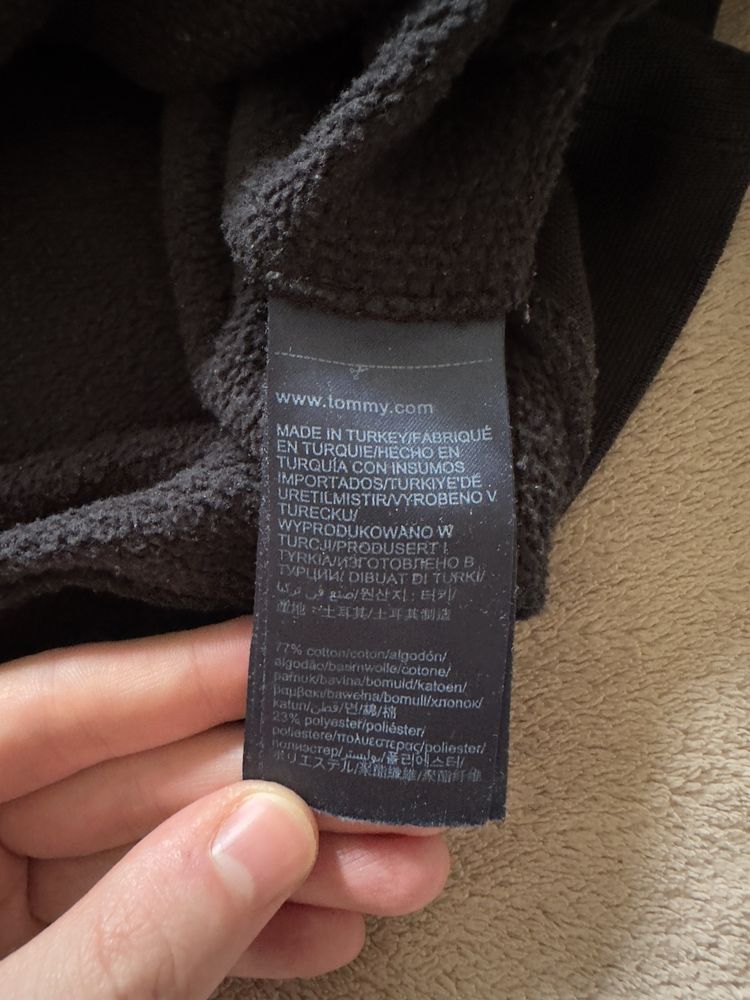 www.tommy.com
MADE IN TURKEY/FABRIQUÉ
EN TURQUIE/HECHO EN
TURQUÍA CON INSUMOS
IMPORTADOS/TURKIYE'DE
URETILMISTIR/VYROBENO V
TURECKU/
WYPRODUKOWANO W
TURCJI/PRODUSERT I
TYRKIA/ИЗГОТОВЛЕНО В
ТУРЦИИ/ DIBUAT DI TURKI/
صنع في تركيا/원산지 : 터키/
產地 : 土耳其/土耳其制造
77% cotton/coton/algodón/
algodão/baumwolle/cotone/
pamuk/bavlna/bomuld/katoen/
βαμβακι/bawełna/bomull/хлопок/
katun/قطن/면/綿/棉
23% polyester/poliéster/
poliestere/πολυεστερας/poliester/
полиэстер/بوليستر/폴리에스터/
ポリエステル/聚酯纖維/聚酯纤维